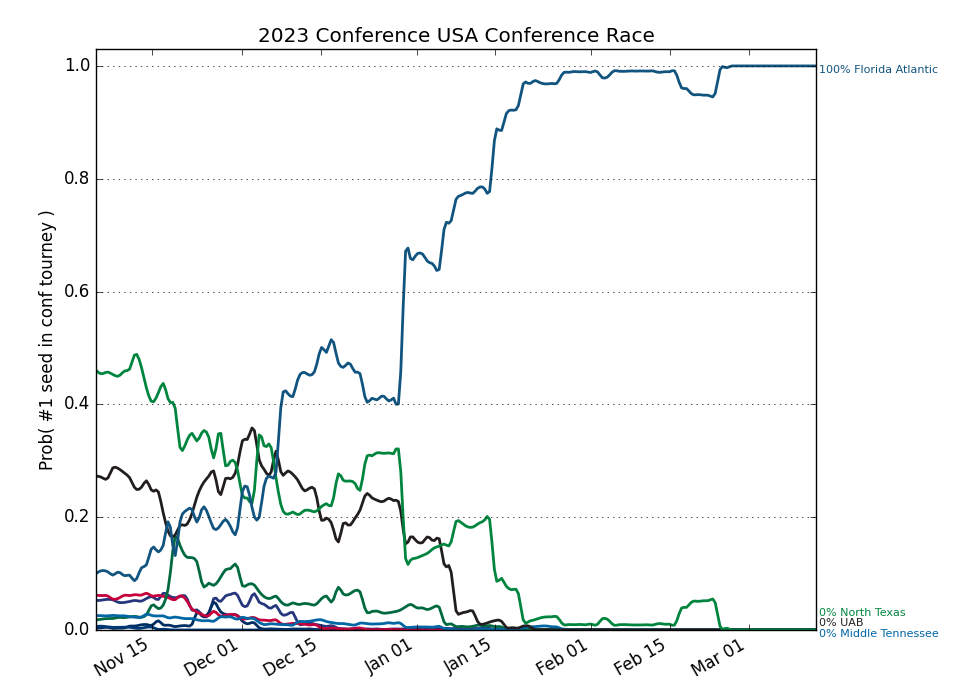 2023 Conference USA Conference Race
Prob( #1 seed in conf tourney )
1.0
0.8
0.6
0.4
0.2
0.0
Nov 15
Dec 01
Dec 15
Jan 01
Jan 15
Feb 01
Feb 15
Mar 01
100% Florida Atlantic
0% North Texas
0% UAB
0% Middle Tennessee